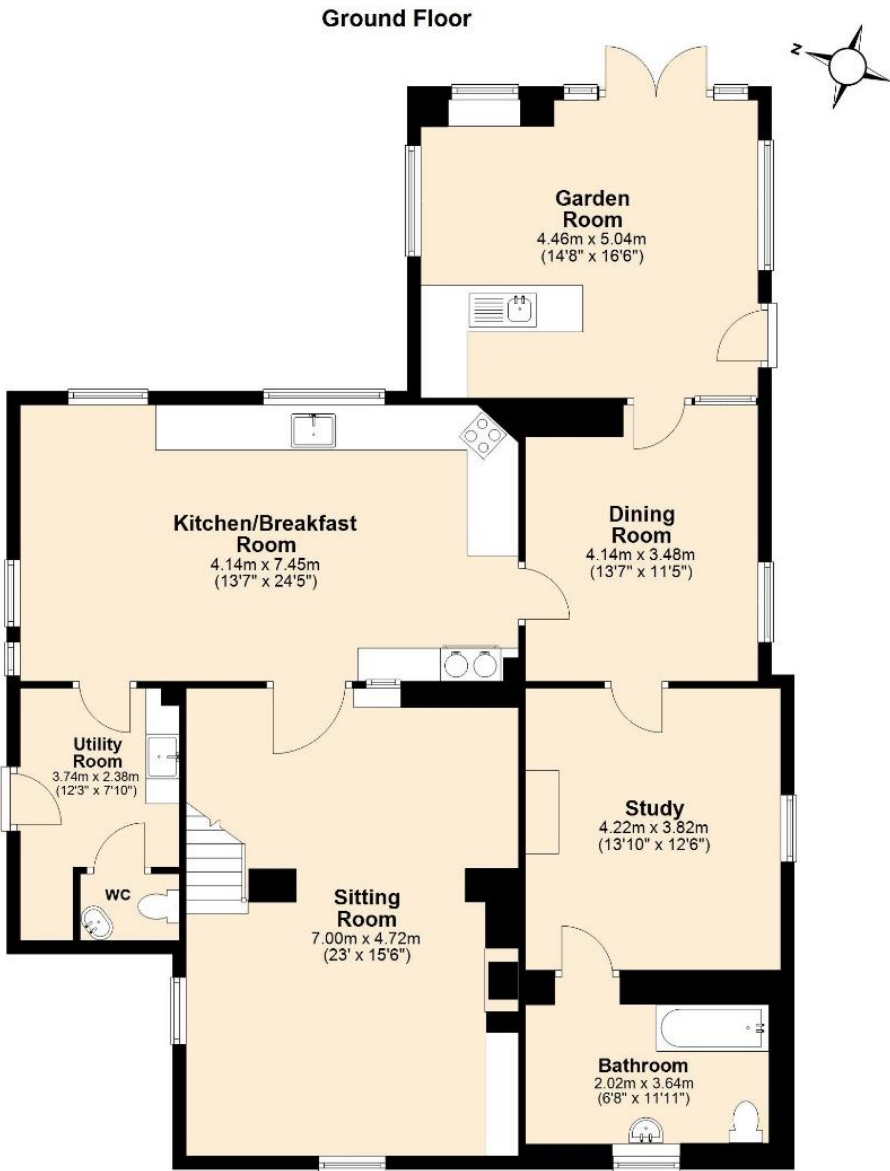 Ground Floor
N
Garden
Room
4.46m x 5.04m
(14'8" x 16'6")
Kitchen/Breakfast
Room
4.14m x 7.45m
(13'7" x 24'5")
Dining
Room
4.14m x 3.48m
(13'7" x 11'5")
Utility
Room
3.74m x 2.38m
(12'3" x 7'10")
WC
Sitting
Room
7.00m x 4.72m
(23' x 15'6")
Study
4.22m x 3.82m
(13'10" x 12'6")
Bathroom
2.02m x 3.64m
(6'8" x 11'11")